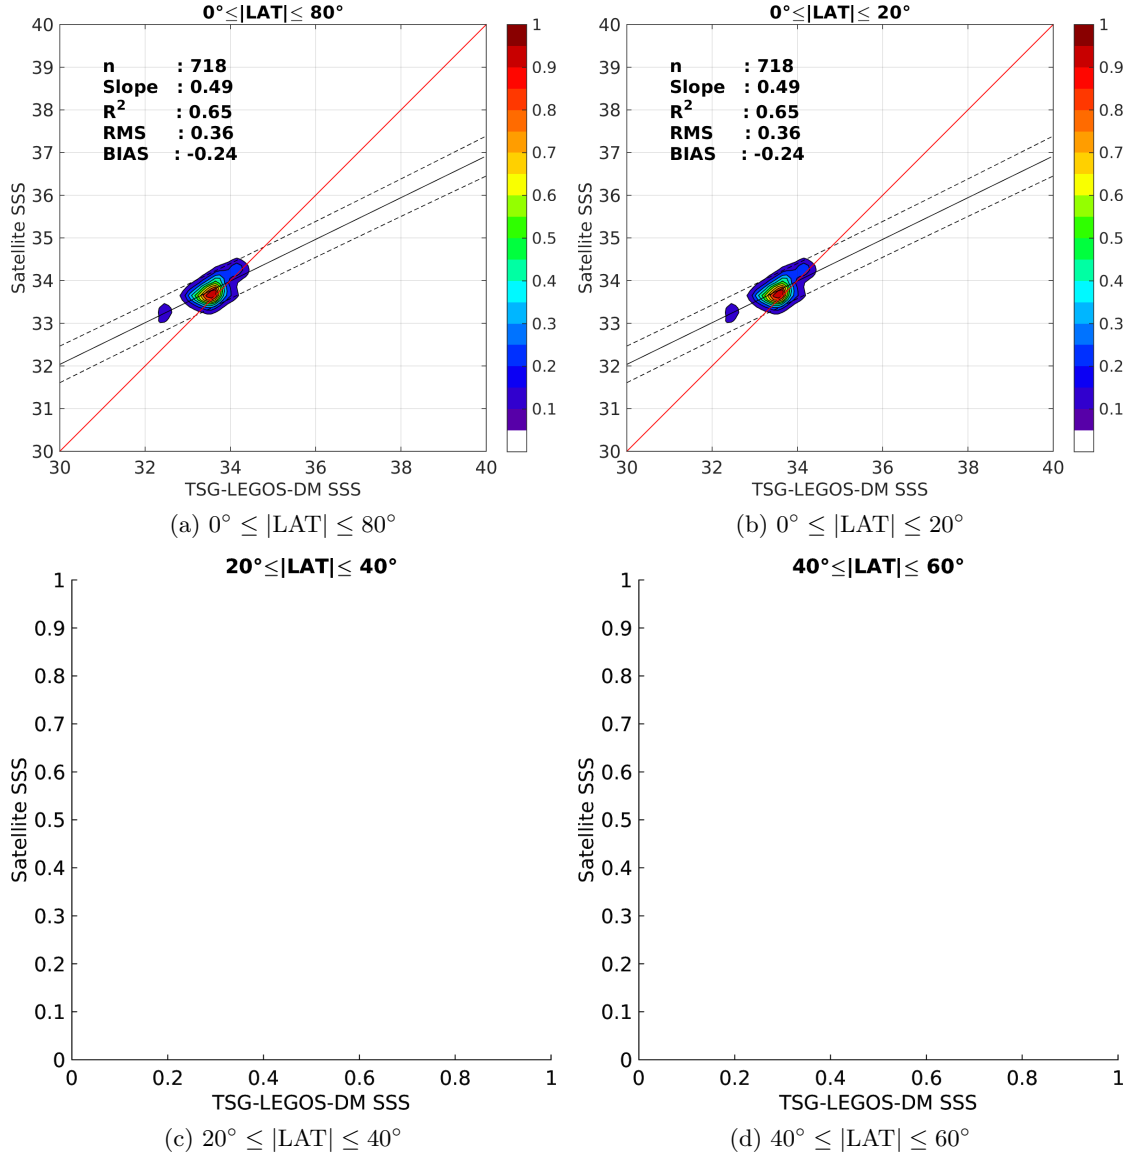 0°≤|LAT|≤ 80°
40
39
38
37
36
35
34
33
32
31
30
Satellite SSS
n : 718
Slope : 0.49
R² : 0.65
RMS : 0.36
BIAS : -0.24
30 32 34 36 38 40
TSG-LEGOS-DM SSS
1
0.9
0.8
0.7
0.6
0.5
0.4
0.3
0.2
0.1
(a) 0° ≤ |LAT| ≤ 80°
0°≤|LAT|≤ 20°
40
39
38
37
36
35
34
33
32
31
30
Satellite SSS
n : 718
Slope : 0.49
R² : 0.65
RMS : 0.36
BIAS : -0.24
30 32 34 36 38 40
TSG-LEGOS-DM SSS
1
0.9
0.8
0.7
0.6
0.5
0.4
0.3
0.2
0.1
(b) 0° ≤ |LAT| ≤ 20°
20°≤|LAT|≤ 40°
1
0.9
0.8
0.7
0.6
0.5
0.4
0.3
0.2
0.1
0
Satellite SSS
0 0.2 0.4 0.6 0.8 1
TSG-LEGOS-DM SSS
(c) 20° ≤ |LAT| ≤ 40°
40°≤|LAT|≤ 60°
1
0.9
0.8
0.7
0.6
0.5
0.4
0.3
0.2
0.1
0
Satellite SSS
0 0.2 0.4 0.6 0.8 1
TSG-LEGOS-DM SSS
(d) 40° ≤ |LAT| ≤ 60°